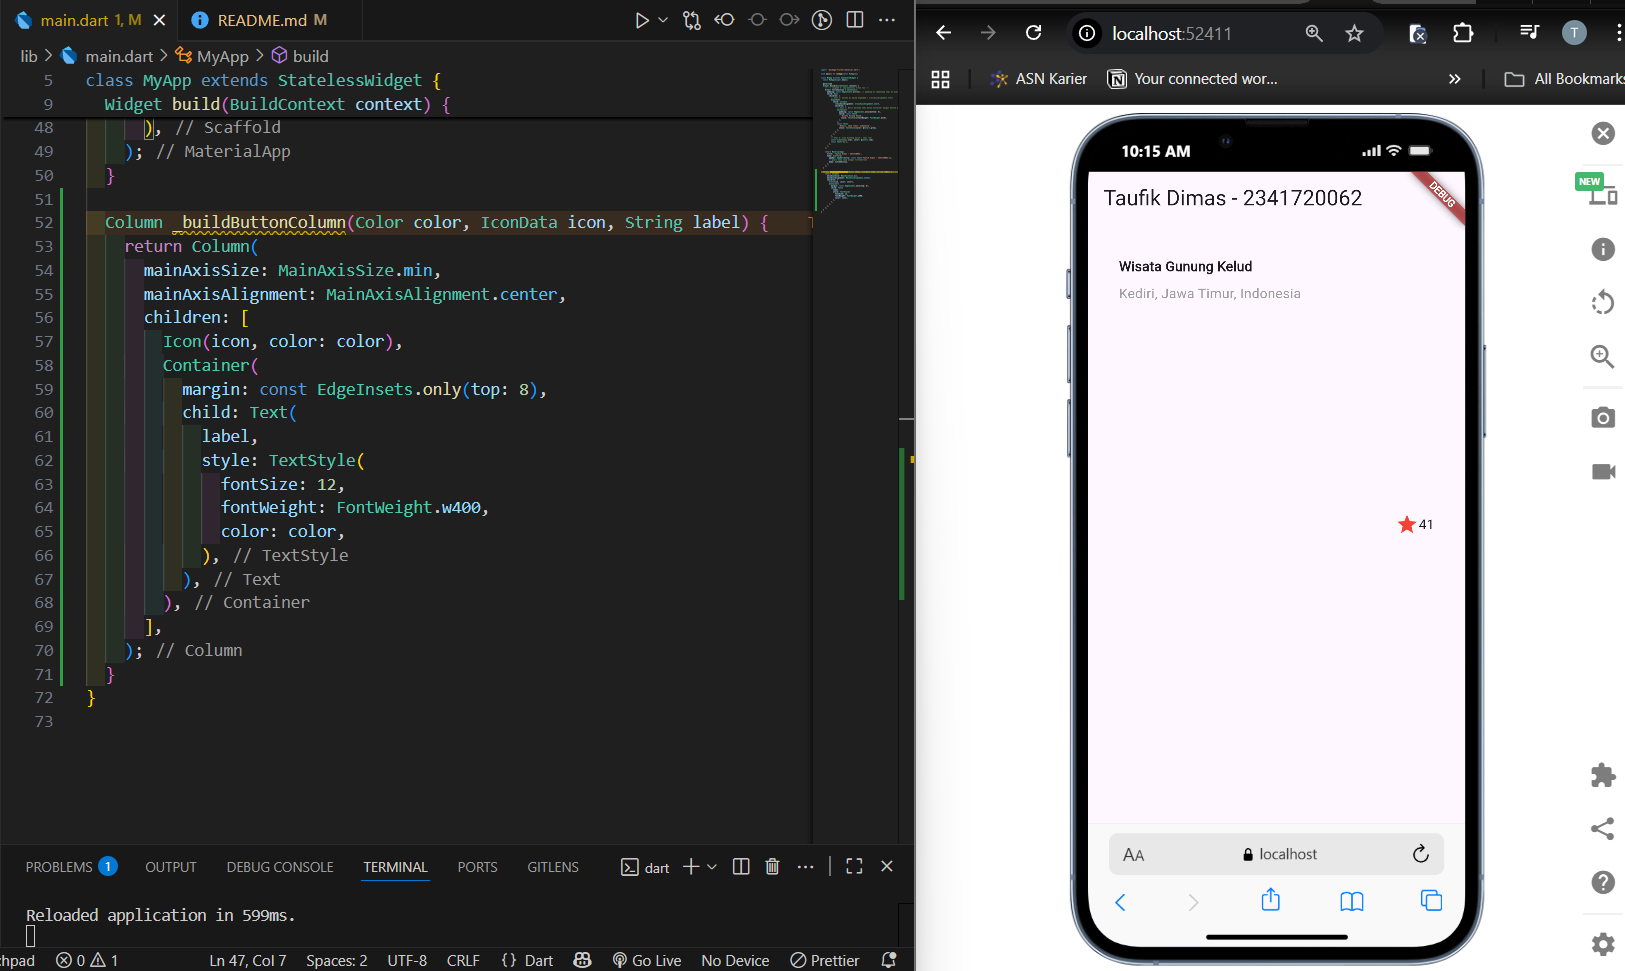 main.dart 1, M
README.md M
lib > main.dart > MyApp > build
5 class MyApp extends StatelessWidget {
9 Widget build(BuildContext context) {
48 ), // Scaffold
49 ); // MaterialApp
50 }
51
52 Column _buildButtonColumn(Color color, IconData icon, String label) {
53 return Column(
54 mainAxisSize: MainAxisSize.min,
55 mainAxisAlignment: MainAxisAlignment.center,
56 children: [
57 Icon(icon, color: color),
58 Container(
59 margin: const EdgeInsets.only(top: 8),
60 child: Text(
61 label,
62 style: TextStyle(
63 fontSize: 12,
64 fontWeight: FontWeight.w400,
65 color: color,
66 ), // TextStyle
67 ), // Text
68 ), // Container
69 ],
70 ); // Column
71 }
72 }
73
PROBLEMS 1 OUTPUT DEBUG CONSOLE TERMINAL PORTS GITLENS dart
Reloaded application in 599ms.
chpad 0 1 Ln 47, Col 7 Spaces: 2 UTF-8 CRLF {} Dart Go Live No Device Prettier
localhost:52411
T
ASN Karier Your connected wor... » All Bookmarks
10:15 AM
Taufik Dimas - 2341720062
DEBUG
Wisata Gunung Kelud
Kediri, Jawa Timur, Indonesia
41
AA localhost
NEW